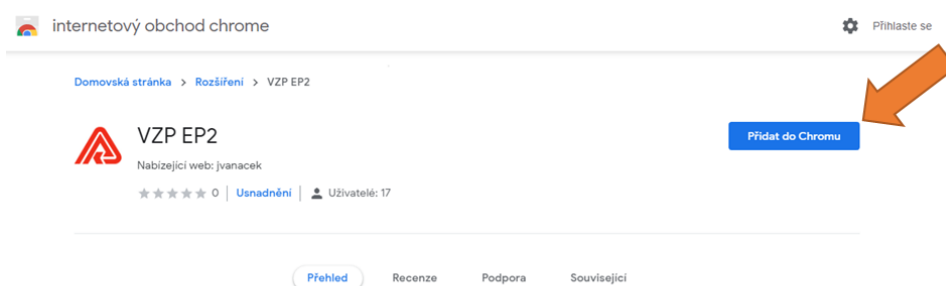 internetový obchod chrome
Přihlaste se
Domovská stránka > Rozšíření > VZP EP2
VZP EP2
Přidat do Chromu
Nabízející web: jvanacek
0 | Usnadnění | Uživatelé: 17
Přehled Recenze Podpora Související